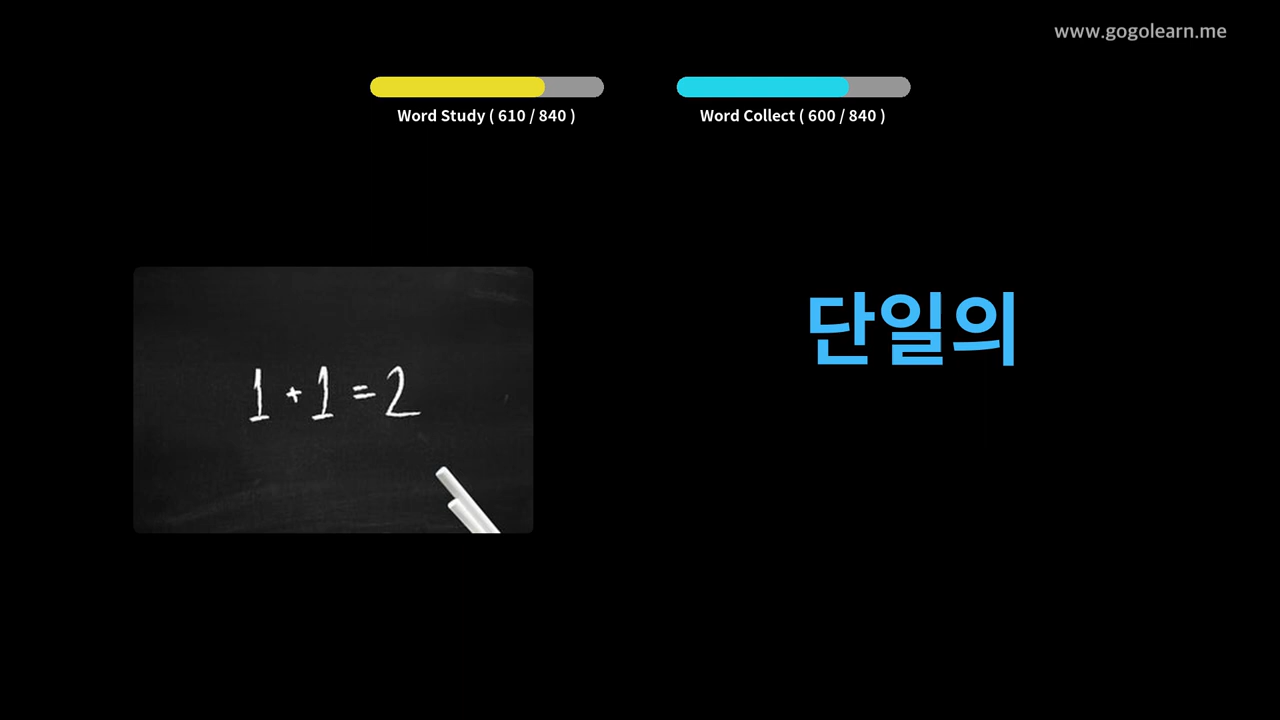 www.gogolearn.me
Word Study ( 610 / 840 )
Word Collect ( 600 / 840 )
1 + 1 = 2
단일의